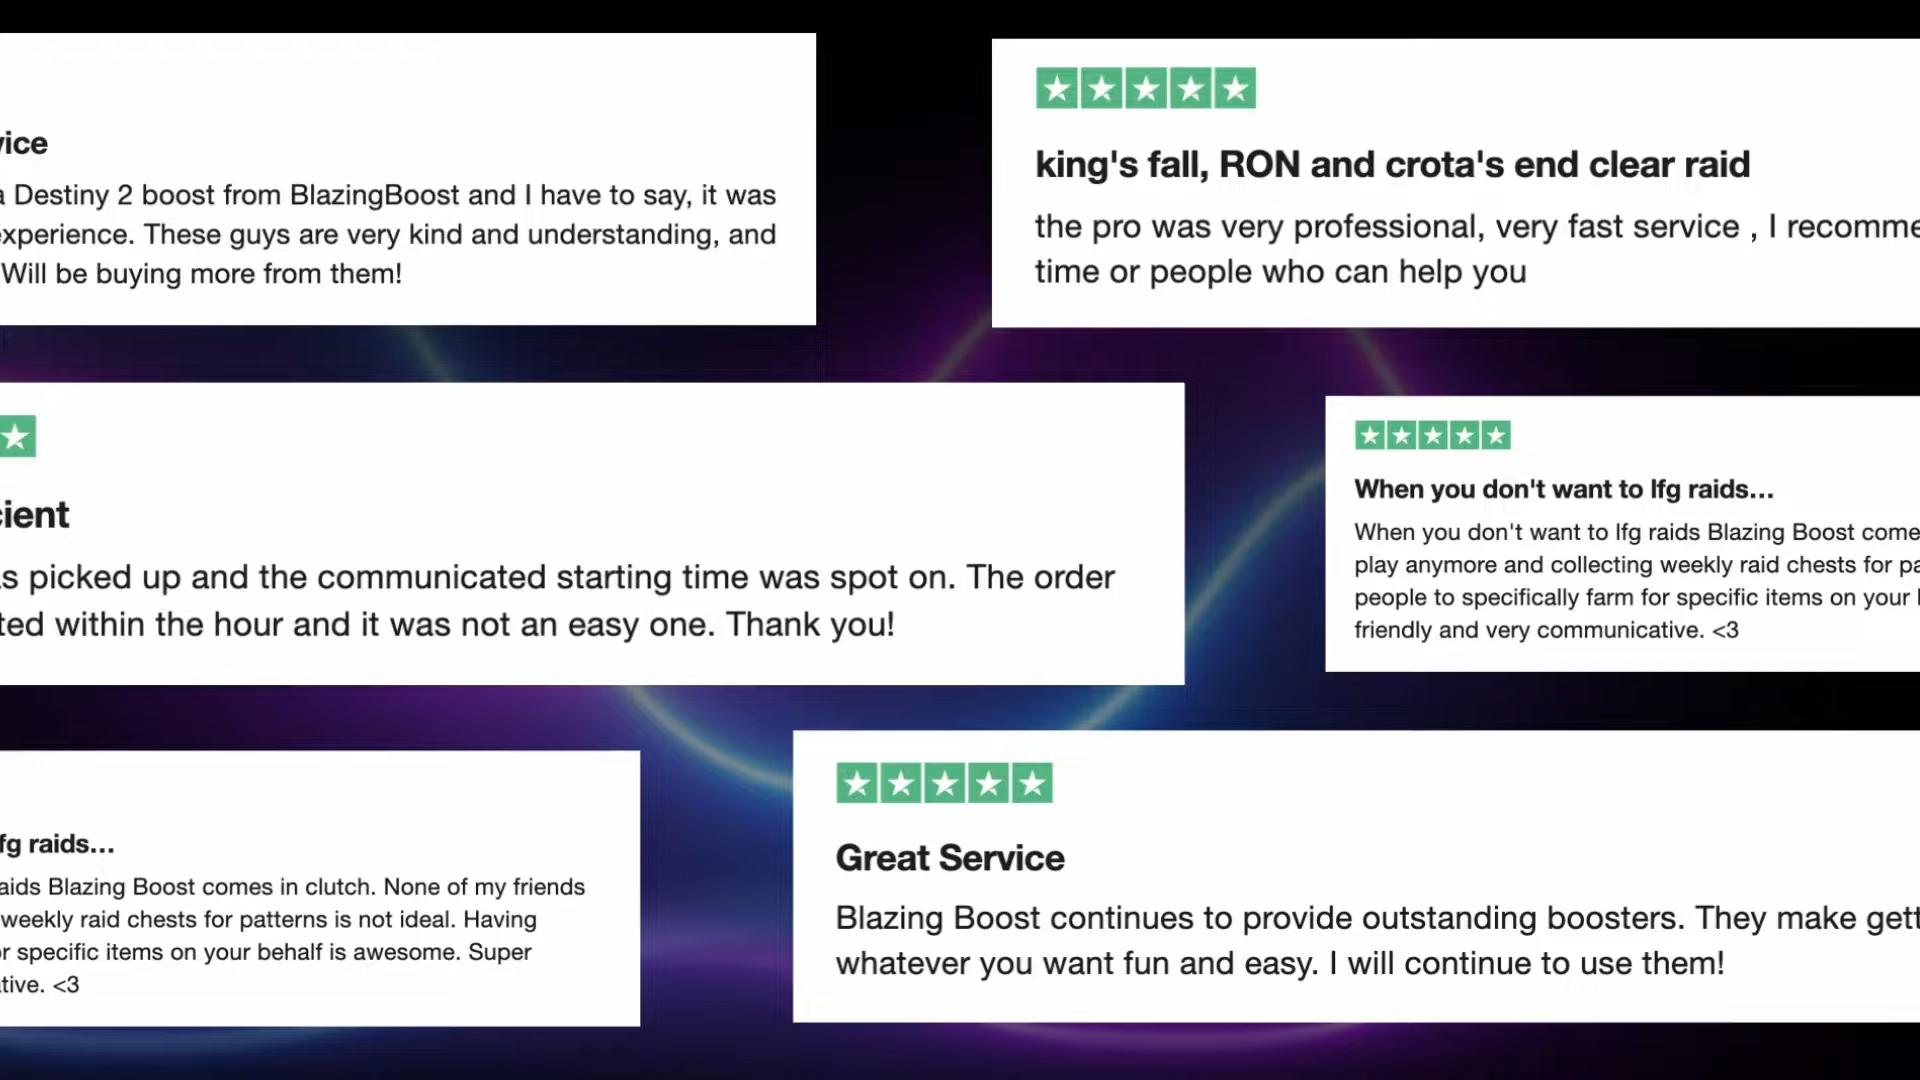 vice
a Destiny 2 boost from BlazingBoost and I have to say, it was
experience. These guys are very kind and understanding, and
Will be buying more from them!
king's fall, RON and crota's end clear raid
the pro was very professional, very fast service , I recomme
time or people who can help you
cient
s picked up and the communicated starting time was spot on. The order
ted within the hour and it was not an easy one. Thank you!
When you don't want to lfg raids...
When you don't want to lfg raids Blazing Boost come
play anymore and collecting weekly raid chests for pa
people to specifically farm for specific items on your
friendly and very communicative. <3
fg raids...
aids Blazing Boost comes in clutch. None of my friends
weekly raid chests for patterns is not ideal. Having
or specific items on your behalf is awesome. Super
tive. <3
Great Service
Blazing Boost continues to provide outstanding boosters. They make gett
whatever you want fun and easy. I will continue to use them!